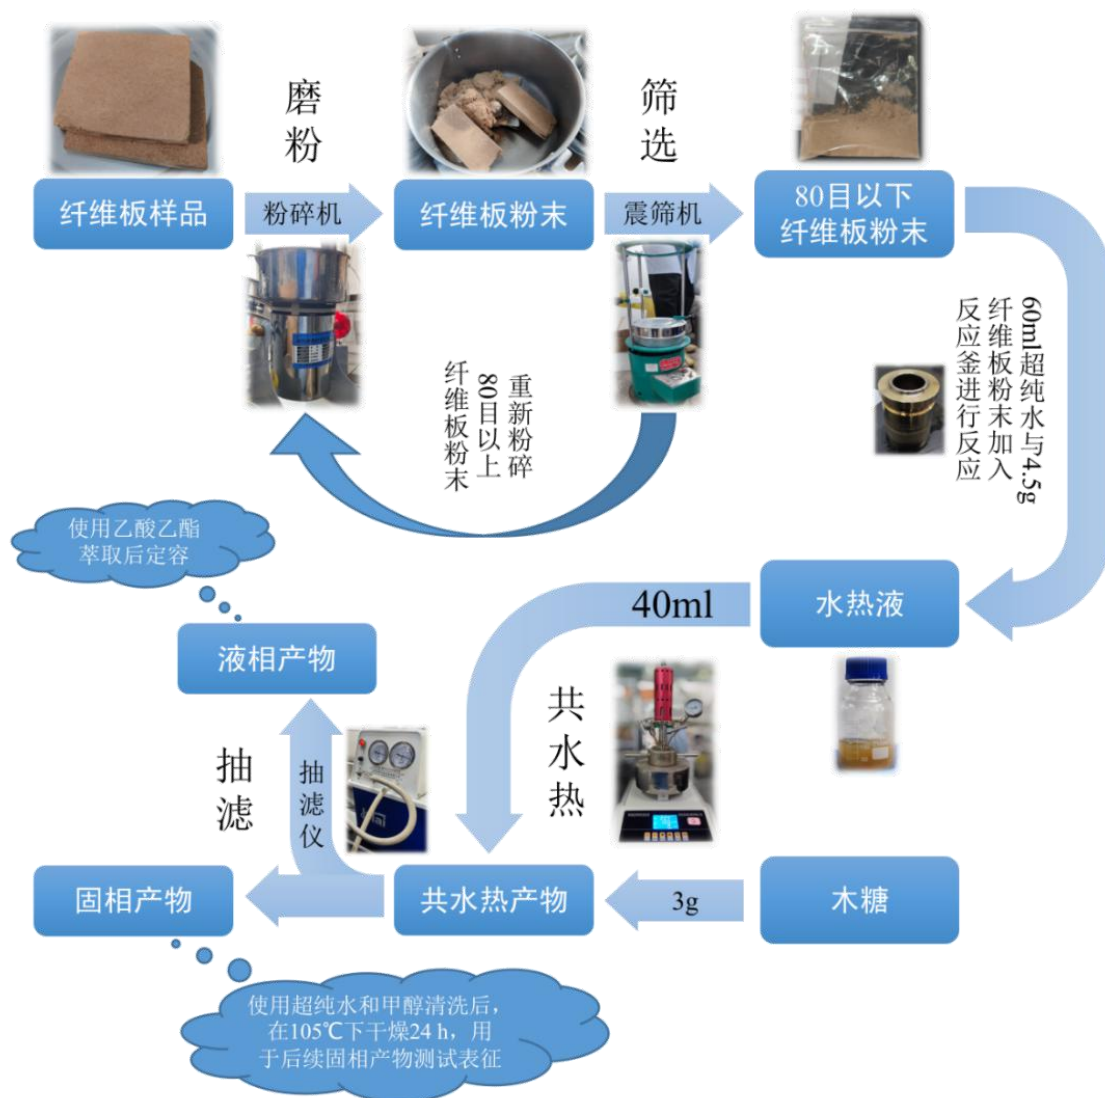 磨粉
筛选
纤维板样品
粉碎机
纤维板粉末
震筛机
80目以下
纤维板粉末
60ml超纯水与4.5g
纤维板粉末加入
反应釜进行反应
重新粉碎
80目以上
纤维板粉末
使用乙酸乙酯
萃取后定容
液相产物
40ml
水热液
共水热
抽滤
抽滤仪
固相产物
共水热产物
3g
木糖
使用超纯水和甲醇清洗后，
在105℃下干燥24 h，用
于后续固相产物测试表征